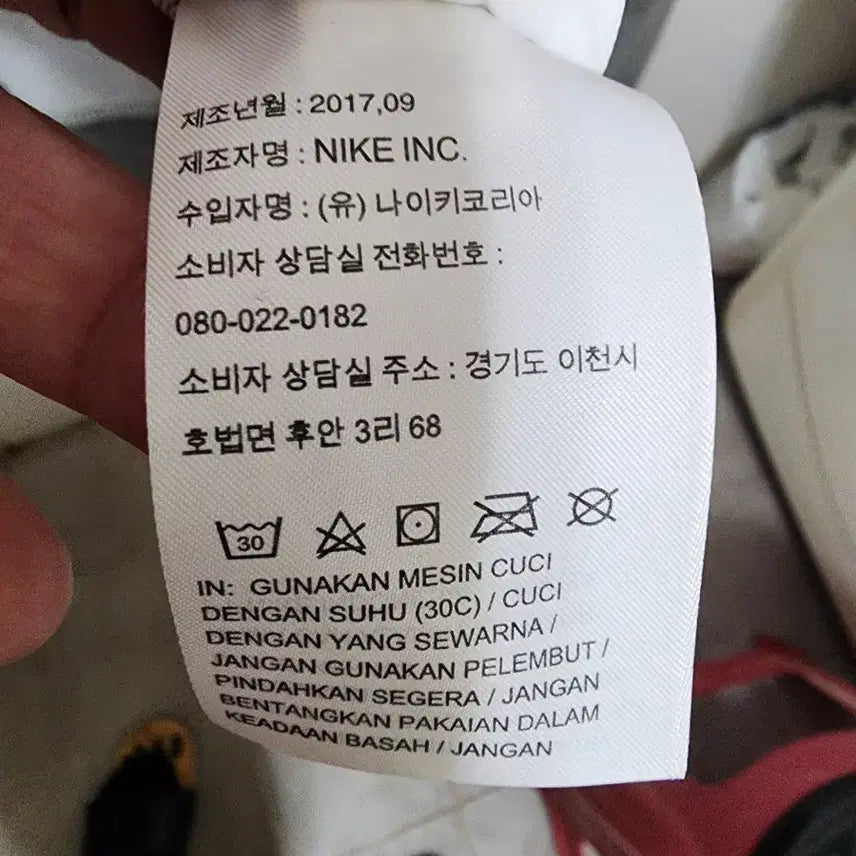 제조년월 : 2017,09
제조자명 : NIKE INC.
수입자명 : (유) 나이키코리아
소비자 상담실 전화번호 :
080-022-0182
소비자 상담실 주소 : 경기도 이천시
호법면 후안 3리 68
30
IN: GUNAKAN MESIN CUCI
DENGAN SUHU (30C) / CUCI
DENGAN YANG SEWARNA /
JANGAN GUNAKAN PELEMBUT /
PINDAHKAN SEGERA / JANGAN
BENTANGKAN PAKAIAN DALAM
KEADAAN BASAH / JANGAN